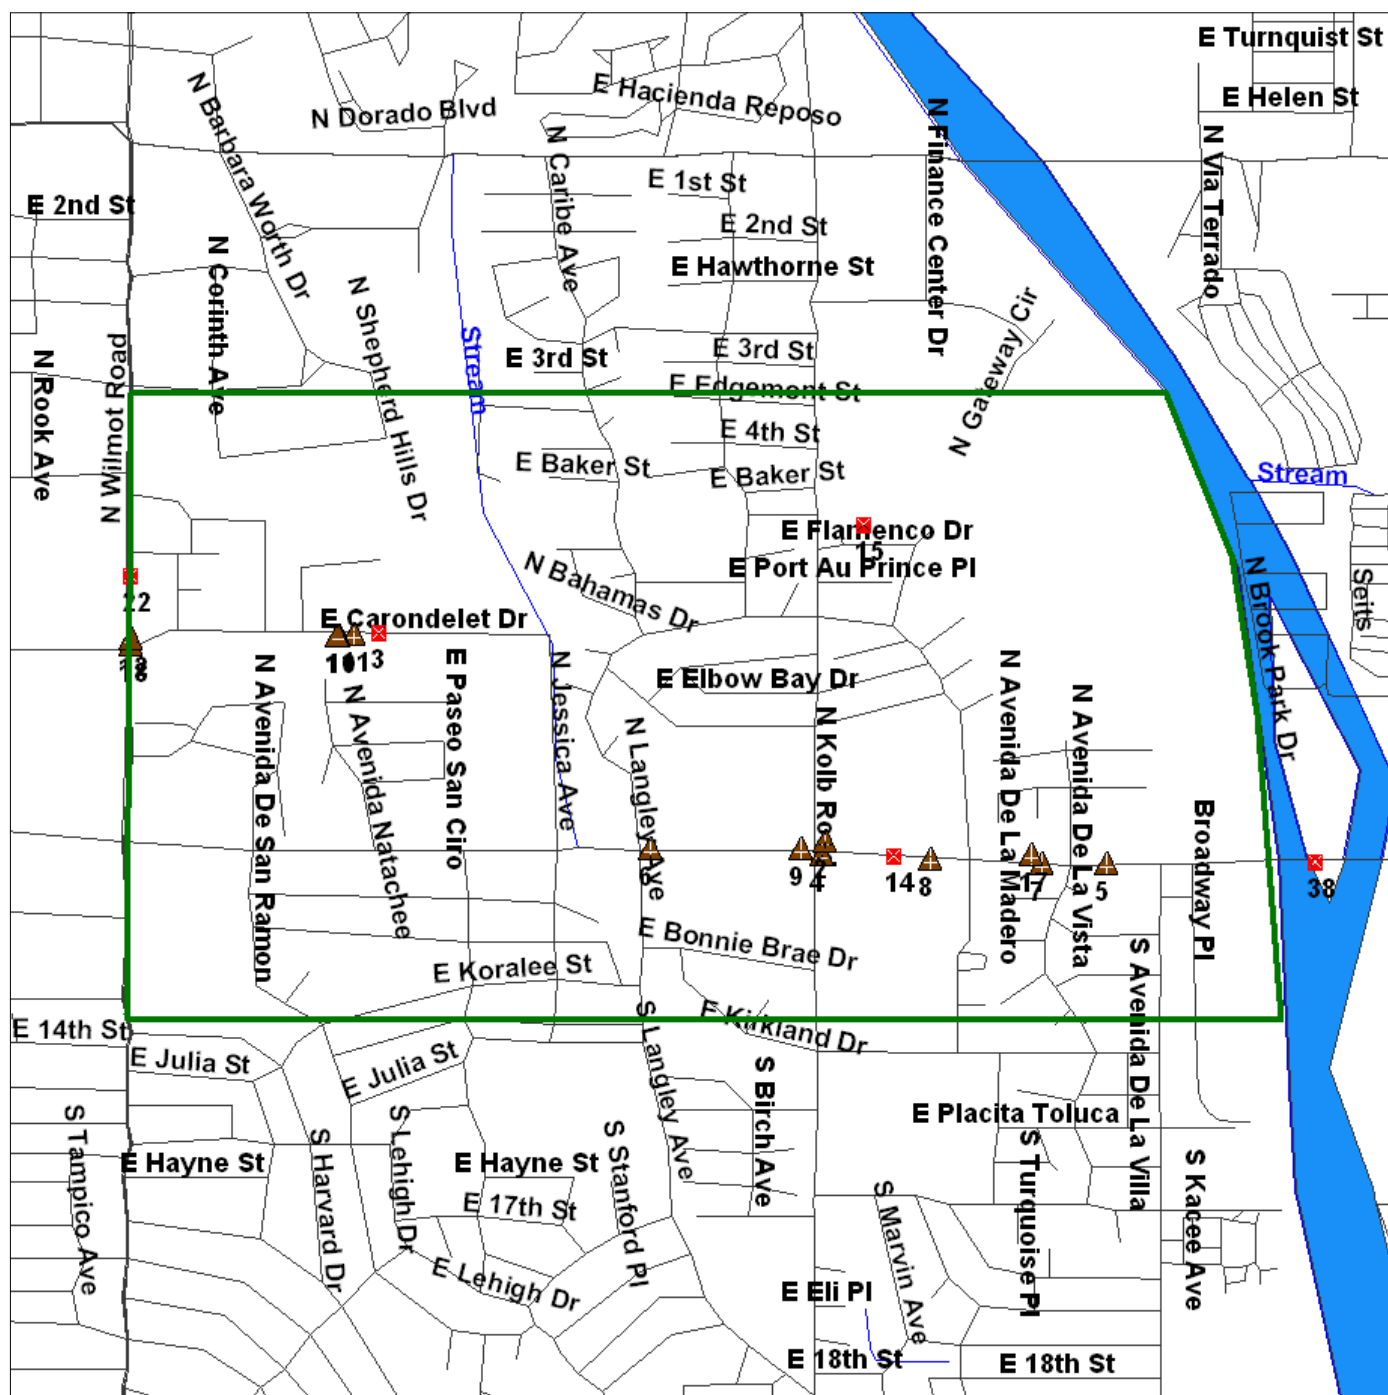 E Turnquist St
E Hacienda Reposo
E Helen St
N Dorado Blvd
N Barbara Worth Dr
N Finance Center Dr
N Caribe Ave
N Via Terrado
E 1st St
E 2nd St
E 2nd St
E Hawthorne St
N Corinth Ave
N Shepherd Hills Dr
N Gateway Cir
Stream
N Wilmot Road
E 3rd St
E 3rd St
N Rook Ave
E Edgemont St
E 4th St
E Baker St
E Baker St
Stream
E Flamenco Dr
15
E Port Au Prince Pl
N Bahamas Dr
N Brook Park Dr
Seits
22
E Carondelet Dr
13
N Avenida De San Ramon
N Avenida Natachee
E Paseo San Ciro
N Jessica Ave
E Elbow Bay Dr
N Langley Ave
N Avenida De La Madero
N Avenida De La Vista
Broadway Pl
6
9
4
14
8
17
5
38
E Bonnie Brae Dr
E Koralee St
S Avenida De La Villa
E 14th St
E Kirkland Dr
E Julia St
E Julia St
S Langley Ave
S Birch Ave
S Tampico Ave
E Placita Toluca
E Hayne St
S Harvard Dr
S Lehigh Dr
E Hayne St
S Stanford Pl
S Turquoise Pl
S Kacee Ave
E 17th St
S Marvin Ave
E Lehigh Dr
E Eli Pl
E 18th St
E 18th St